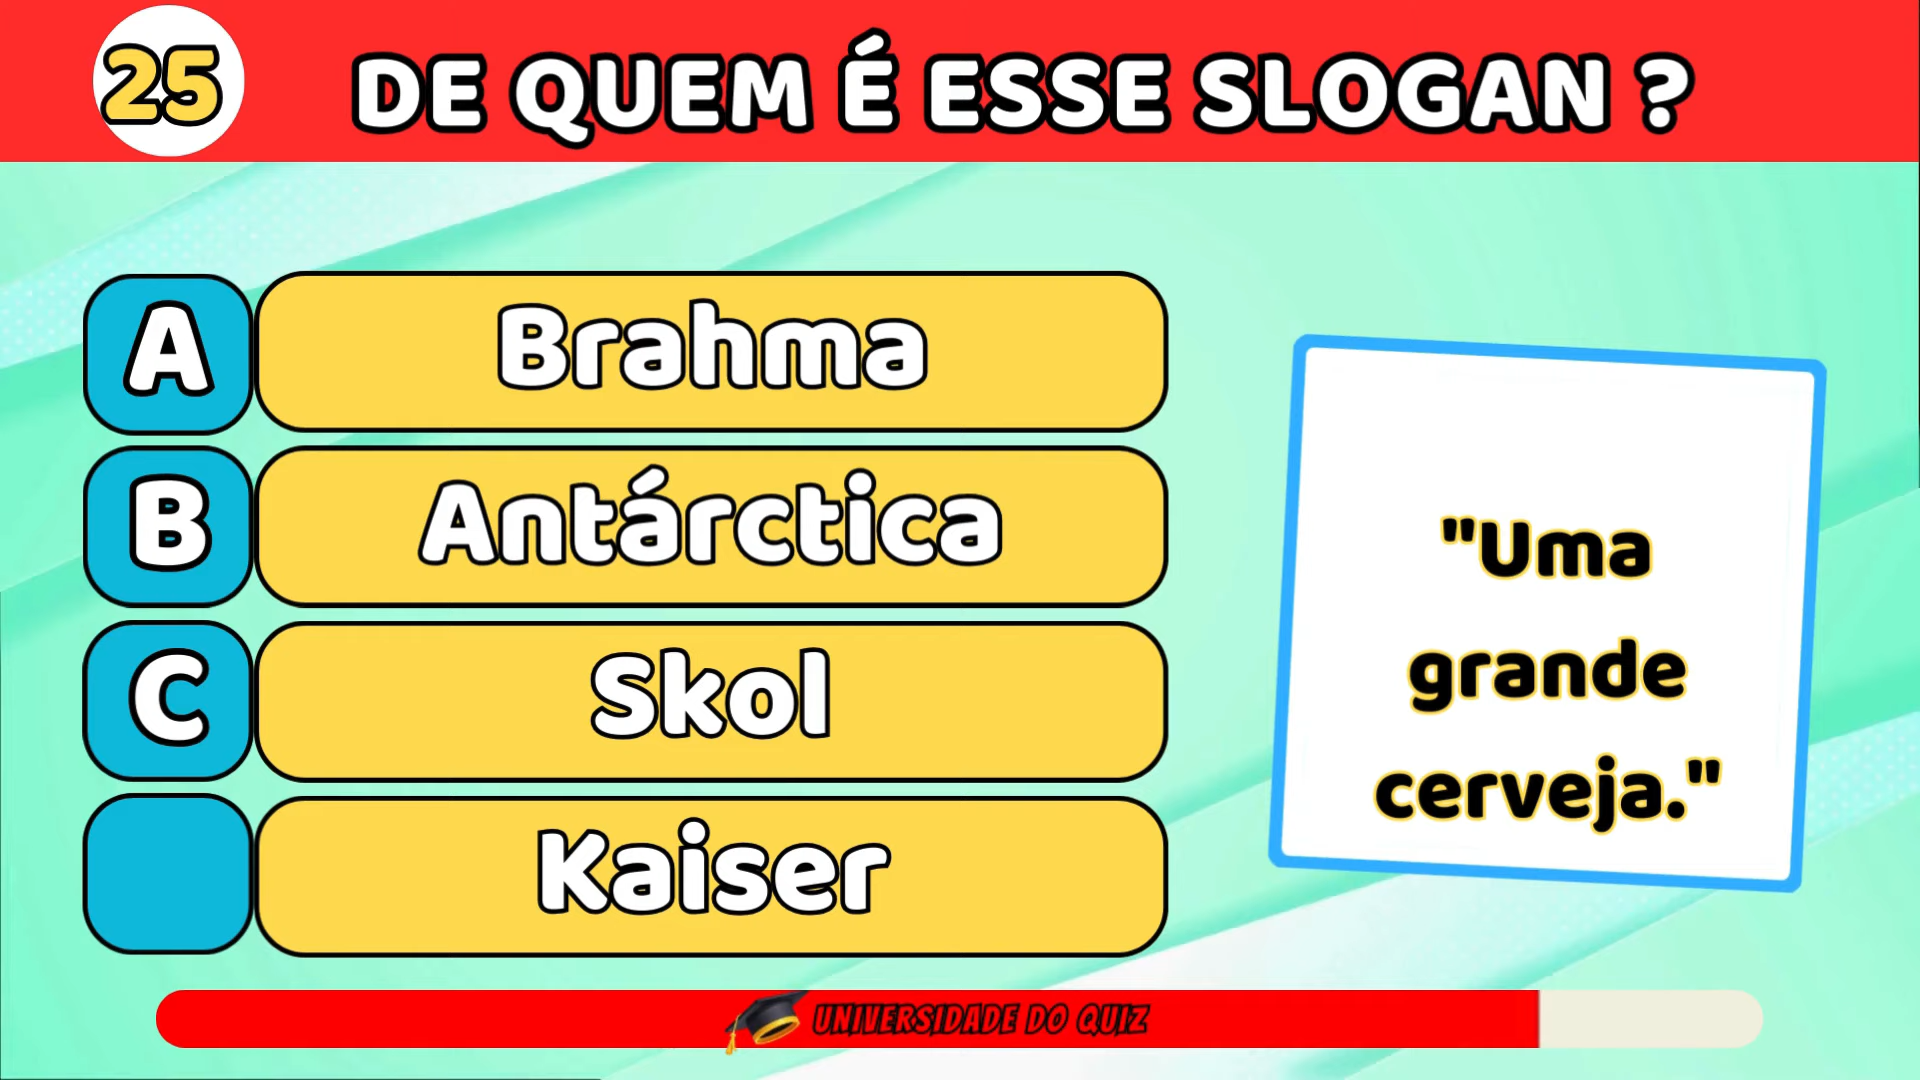 25
DE QUEM É ESSE SLOGAN ?
A
Brahma
B
Antárctica
C
Skol
Kaiser
"Uma
grande
cerveja."
UNIVERSIDADE DO QUIZ